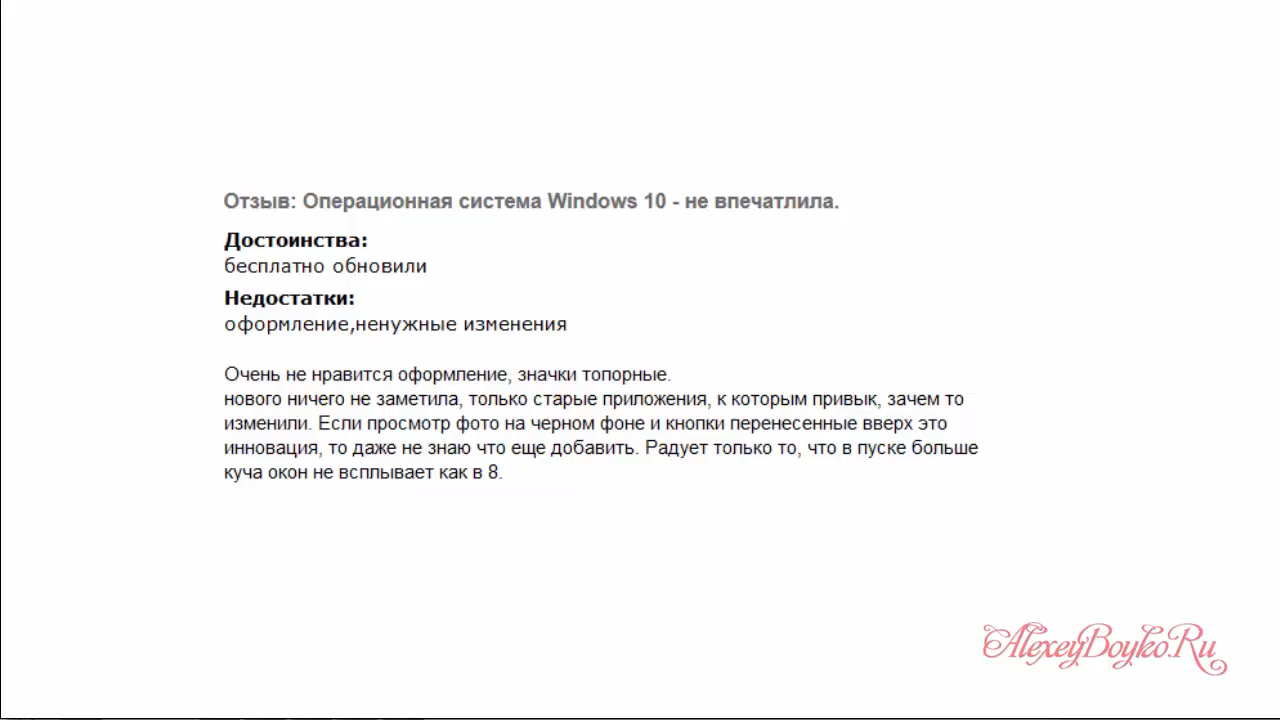 Отзыв: Операционная система Windows 10 - не впечатлила.
Достоинства:
бесплатно обновили
Недостатки:
оформление,ненужные изменения
Очень не нравится оформление, значки топорные.
нового ничего не заметила, только старые приложения, к которым привык, зачем то
изменили. Если просмотр фото на черном фоне и кнопки перенесенные вверх это
инновация, то даже не знаю что еще добавить. Радует только то, что в пуске больше
куча окон не всплывает как в 8.
AlexeyBoyko.Ru